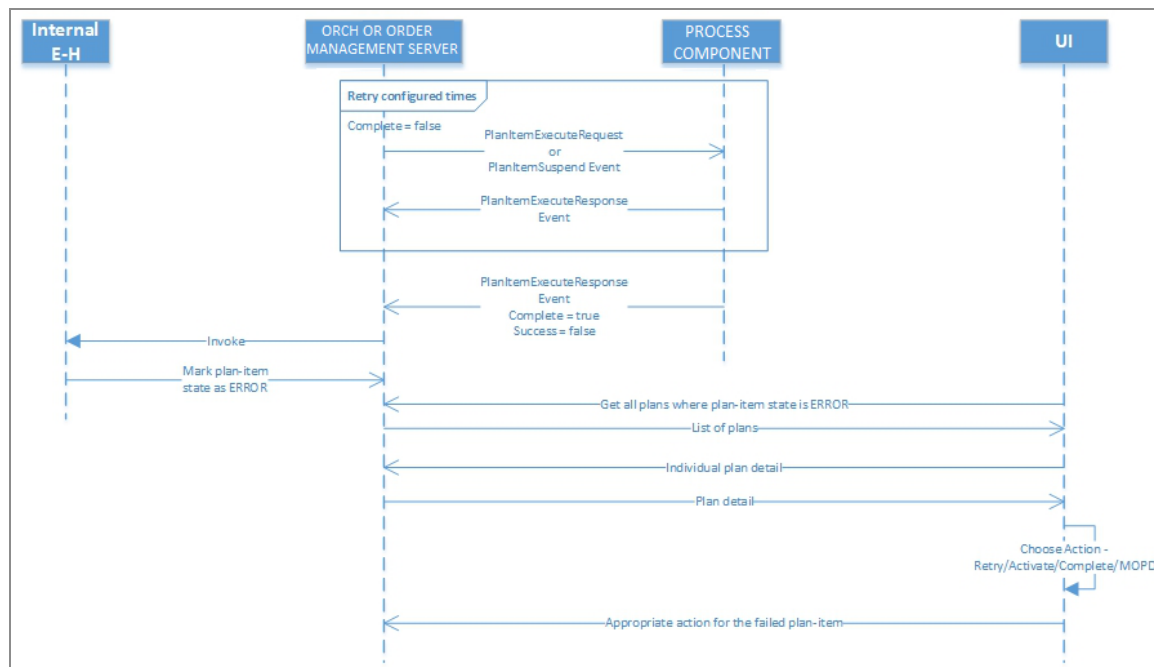 Internal
E-H
ORCH OR ORDER
MANAGEMENT SERVER
PROCESS
COMPONENT
UI
Retry configured times
Complete = false
PlanItemExecuteRequest
or
PlanItemSuspend Event
PlanItemExecuteResponse
Event
PlanItemExecuteResponse
Event
Complete = true
Success = false
Invoke
Mark plan-item
state as ERROR
Get all plans where plan-item state is ERROR
List of plans
Individual plan detail
Plan detail
Choose Action -
Retry/Activate/Complete/MOPD
Appropriate action for the failed plan-item